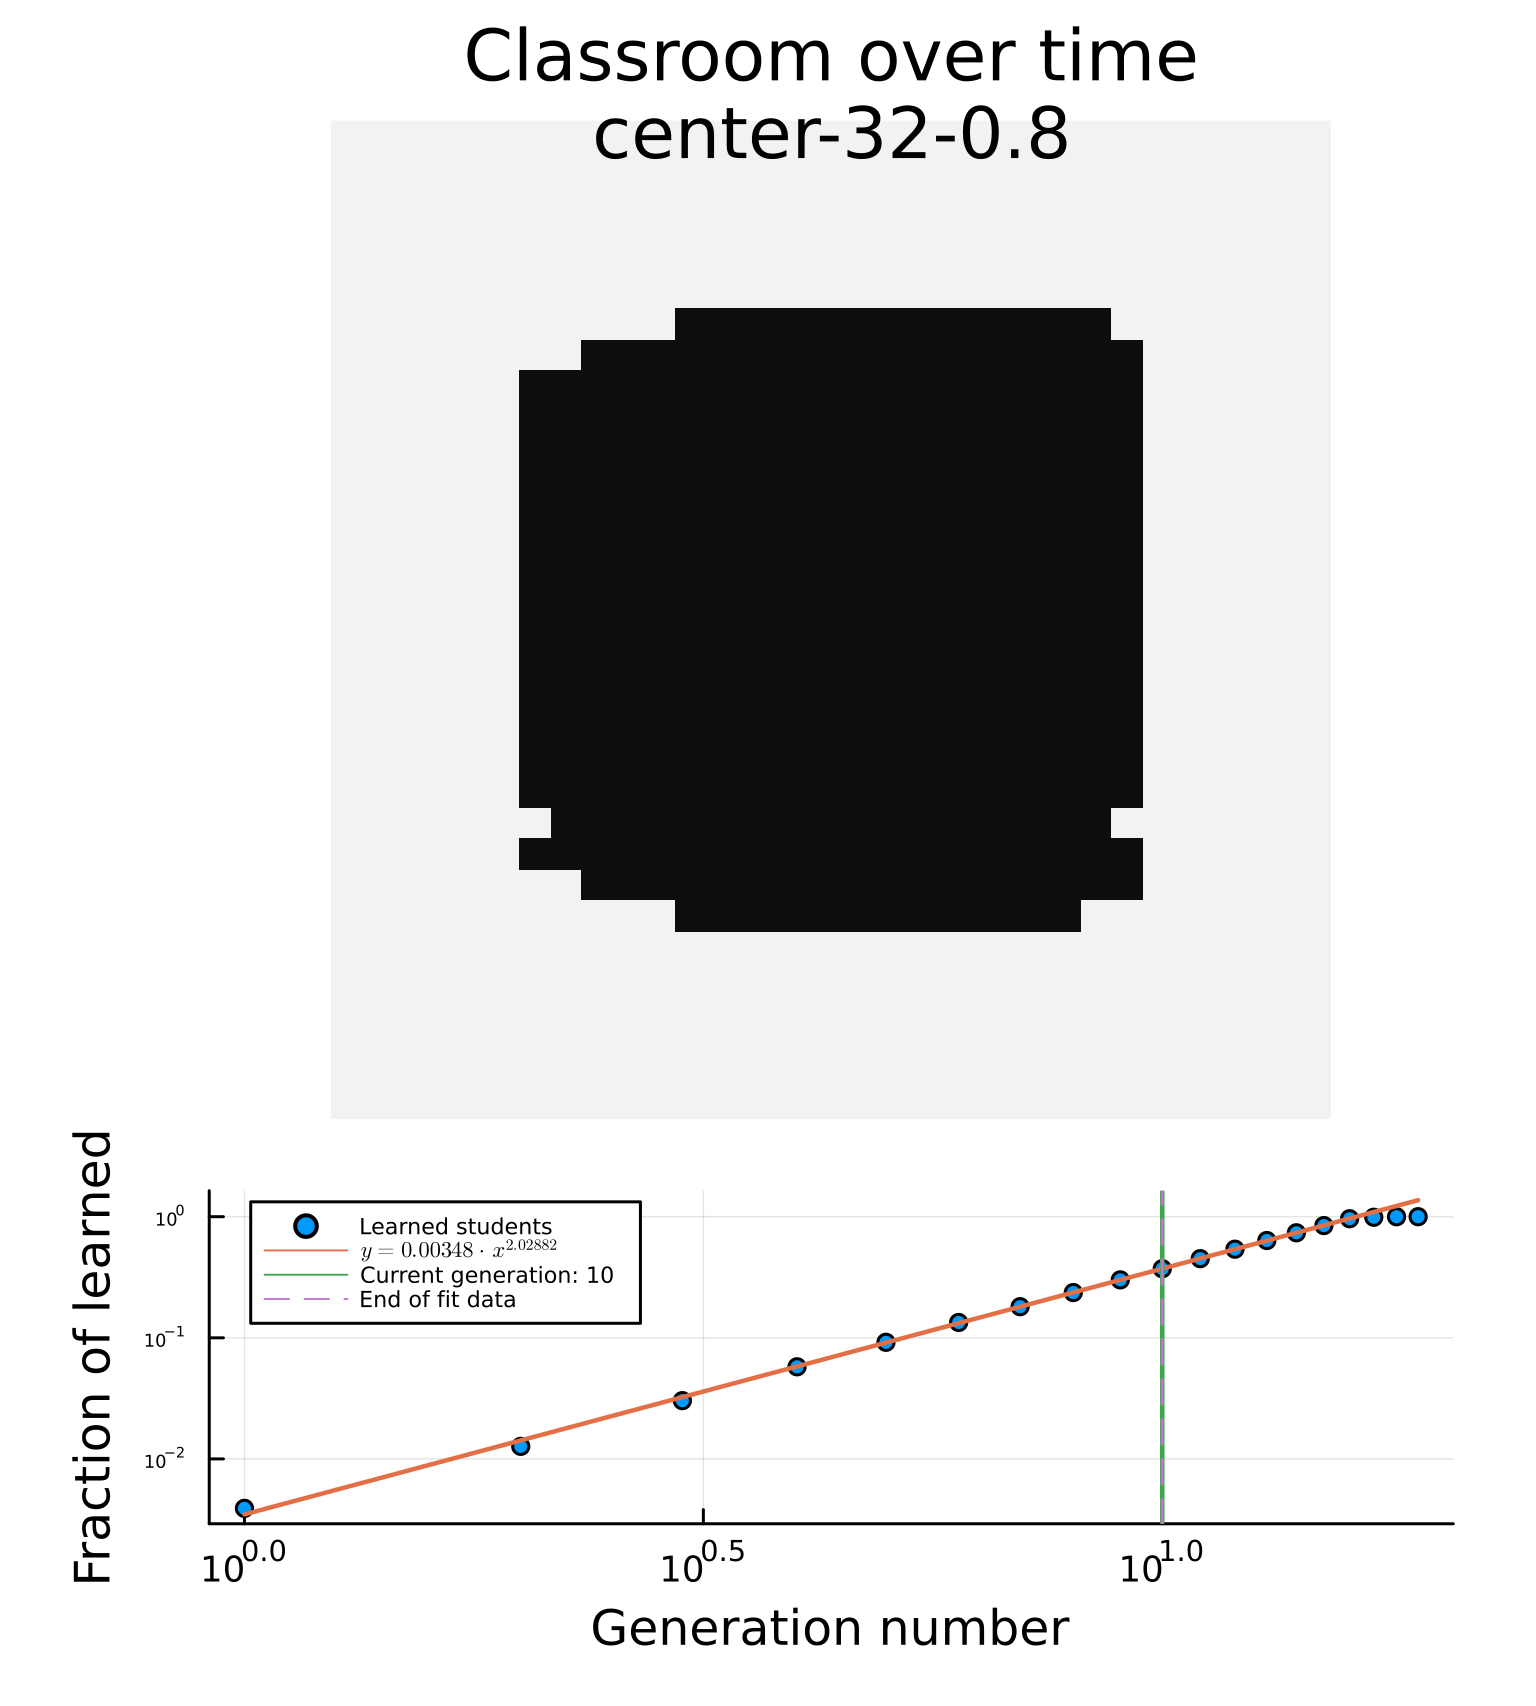 Classroom over time
center-32-0.8
Fraction of learned
10⁰
10⁻¹
10⁻²
Learned students
y = 0.00348 · x^2.02882
Current generation: 10
End of fit data
10^0.0 10^0.5 10^1.0
Generation number